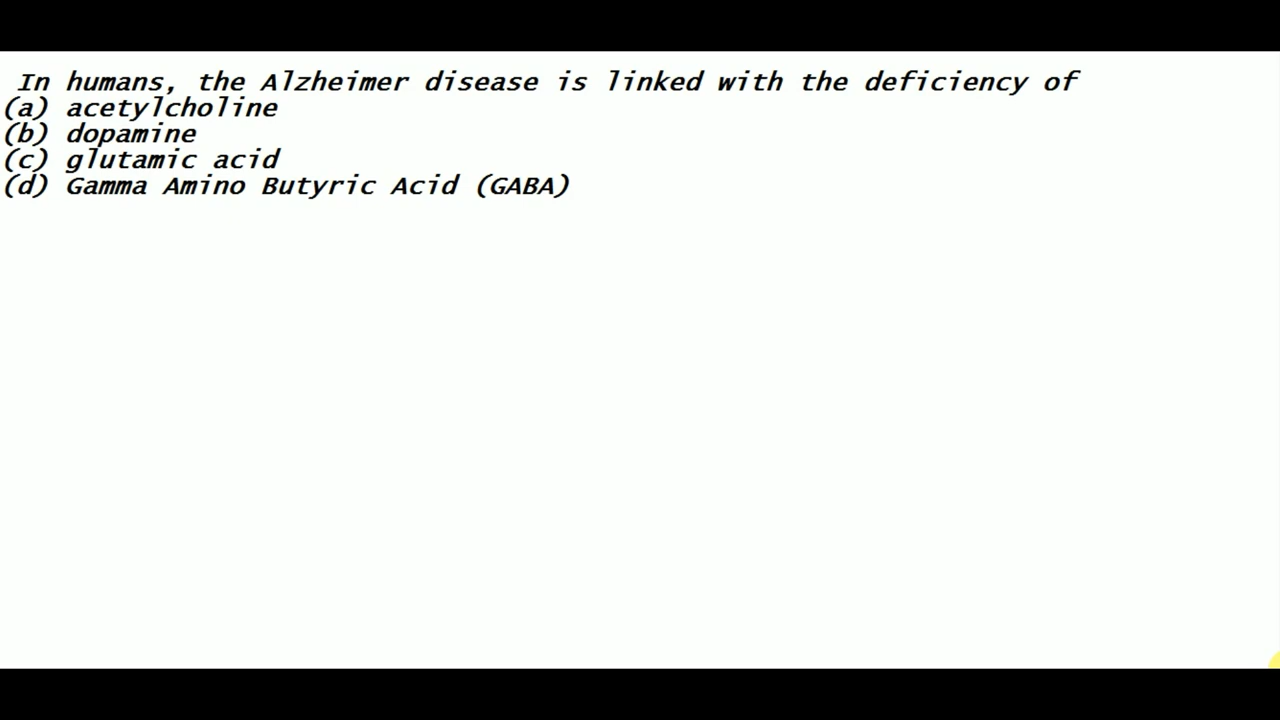 In humans, the Alzheimer disease is linked with the deficiency of
(a) acetylcholine
(b) dopamine
(c) glutamic acid
(d) Gamma Amino Butyric Acid (GABA)